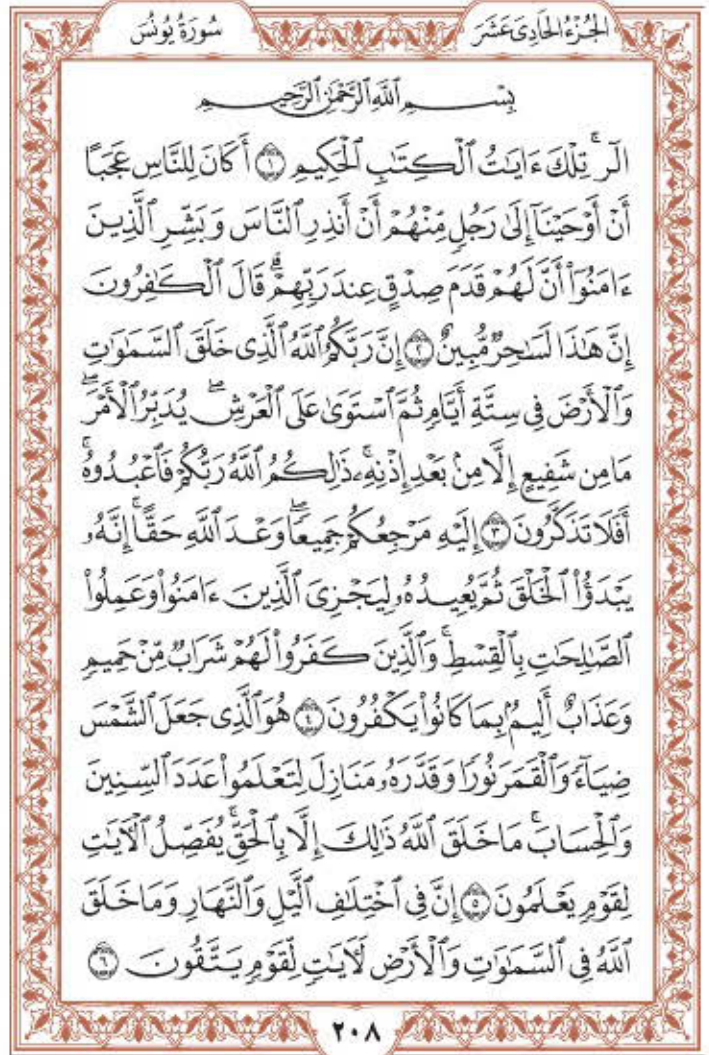 الجُزْءُ الحَادِىَ عَشَرَ سُورَةُ يُونُسَ
بِسْمِ ٱللَّهِ ٱلرَّحْمَٰنِ ٱلرَّحِيمِ
الٓرۚ تِلْكَ ءَايَٰتُ ٱلْكِتَٰبِ ٱلْحَكِيمِ ١ أَكَانَ لِلنَّاسِ عَجَبًا
أَنْ أَوْحَيْنَآ إِلَىٰ رَجُلٍ مِّنْهُمْ أَنْ أَنذِرِ ٱلنَّاسَ وَبَشِّرِ ٱلَّذِينَ
ءَامَنُوٓا۟ أَنَّ لَهُمْ قَدَمَ صِدْقٍ عِندَ رَبِّهِمْۗ قَالَ ٱلْكَٰفِرُونَ
إِنَّ هَٰذَا لَسَٰحِرٌ مُّبِينٌ ٢ إِنَّ رَبَّكُمُ ٱللَّهُ ٱلَّذِى خَلَقَ ٱلسَّمَٰوَٰتِ
وَٱلْأَرْضَ فِى سِتَّةِ أَيَّامٍ ثُمَّ ٱسْتَوَىٰ عَلَى ٱلْعَرْشِۖ يُدَبِّرُ ٱلْأَمْرَۖ
مَا مِن شَفِيعٍ إِلَّا مِنۢ بَعْدِ إِذْنِهِۦۚ ذَٰلِكُمُ ٱللَّهُ رَبُّكُمْ فَٱعْبُدُوهُۚ
أَفَلَا تَذَكَّرُونَ ٣ إِلَيْهِ مَرْجِعُكُمْ جَمِيعًاۖ وَعْدَ ٱللَّهِ حَقًّاۚ إِنَّهُۥ
يَبْدَؤُا۟ ٱلْخَلْقَ ثُمَّ يُعِيدُهُۥ لِيَجْزِىَ ٱلَّذِينَ ءَامَنُوا۟ وَعَمِلُوا۟
ٱلصَّٰلِحَٰتِ بِٱلْقِسْطِۚ وَٱلَّذِينَ كَفَرُوا۟ لَهُمْ شَرَابٌ مِّنْ حَمِيمٍ
وَعَذَابٌ أَلِيمٌۢ بِمَا كَانُوا۟ يَكْفُرُونَ ٤ هُوَ ٱلَّذِى جَعَلَ ٱلشَّمْسَ
ضِيَآءً وَٱلْقَمَرَ نُورًا وَقَدَّرَهُۥ مَنَازِلَ لِتَعْلَمُوا۟ عَدَدَ ٱلسِّنِينَ
وَٱلْحِسَابَۚ مَا خَلَقَ ٱللَّهُ ذَٰلِكَ إِلَّا بِٱلْحَقِّۚ يُفَصِّلُ ٱلْءَايَٰتِ
لِقَوْمٍ يَعْلَمُونَ ٥ إِنَّ فِى ٱخْتِلَٰفِ ٱلَّيْلِ وَٱلنَّهَارِ وَمَا خَلَقَ
ٱللَّهُ فِى ٱلسَّمَٰوَٰتِ وَٱلْأَرْضِ لَءَايَٰتٍ لِّقَوْمٍ يَتَّقُونَ ٦
٢٠٨